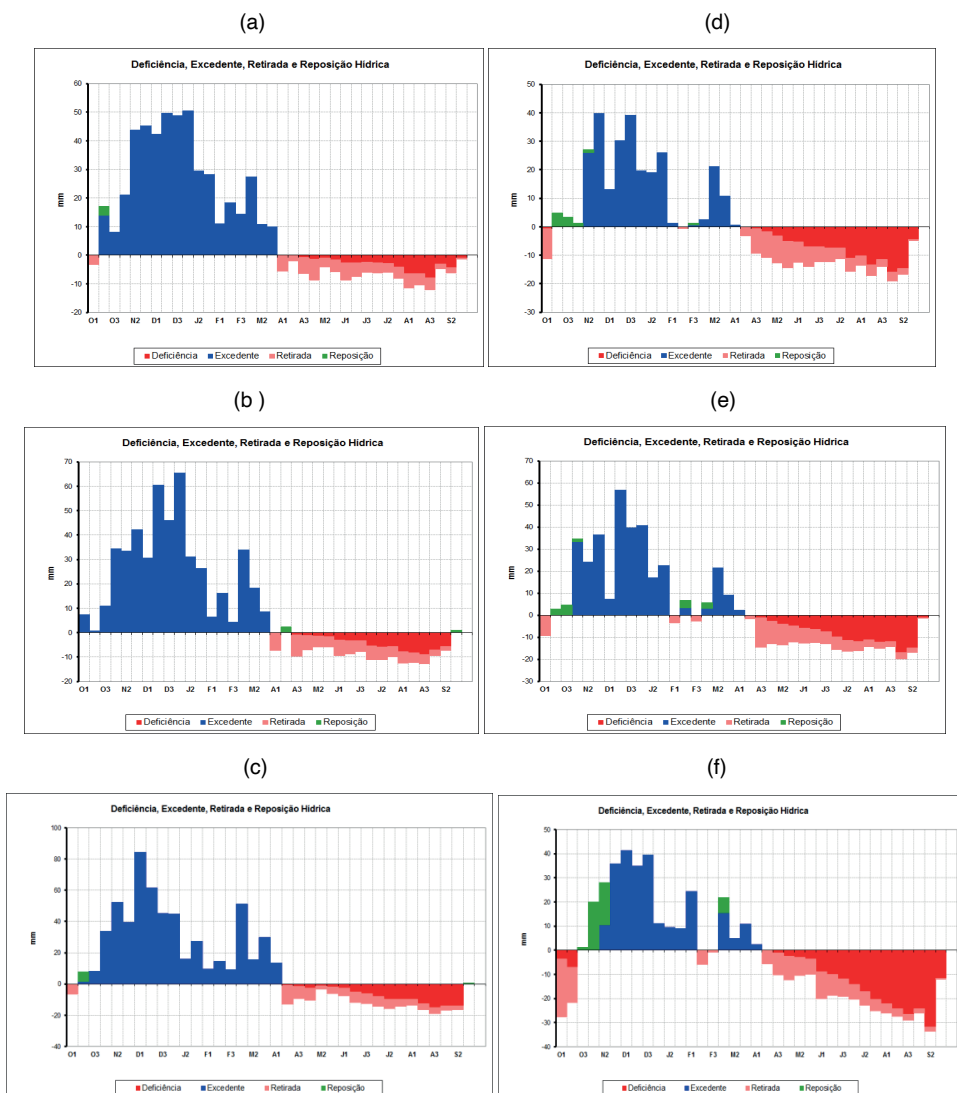 (a)
Deficiência, Excedente, Retirada e Reposição Hídrica
60
50
40
30
20
10
0
-10
-20
mm
O1 O3 N2 D1 D3 J2 F1 F3 M2 A1 A3 M2 J1 J3 J2 A1 A3 S2
Deficiência Excedente Retirada Reposição
(d)
Deficiência, Excedente, Retirada e Reposição Hídrica
50
40
30
20
10
0
-10
-20
-30
mm
O1 O3 N2 D1 D3 J2 F1 F3 M2 A1 A3 M2 J1 J3 J2 A1 A3 S2
Deficiência Excedente Retirada Reposição
(b )
Deficiência, Excedente, Retirada e Reposição Hídrica
70
60
50
40
30
20
10
0
-10
-20
mm
O1 O3 N2 D1 D3 J2 F1 F3 M2 A1 A3 M2 J1 J3 J2 A1 A3 S2
Deficiência Excedente Retirada Reposição
(e)
Deficiência, Excedente, Retirada e Reposição Hídrica
70
60
50
40
30
20
10
0
-10
-20
-30
mm
O1 O3 N2 D1 D3 J2 F1 F3 M2 A1 A3 M2 J1 J3 J2 A1 A3 S2
Deficiência Excedente Retirada Reposição
(c)
Deficiência, Excedente, Retirada e Reposição Hídrica
100
80
60
40
20
0
-20
-40
mm
O1 O3 N2 D1 D3 J2 F1 F3 M2 A1 A3 M2 J1 J3 J2 A1 A3 S2
Deficiência Excedente Retirada Reposição
(f)
Deficiência, Excedente, Retirada e Reposição Hídrica
50
40
30
20
10
0
-10
-20
-30
-40
mm
O1 O3 N2 D1 D3 J2 F1 F3 M2 A1 A3 M2 J1 J3 J2 A1 A3 S2
Deficiência Excedente Retirada Reposição